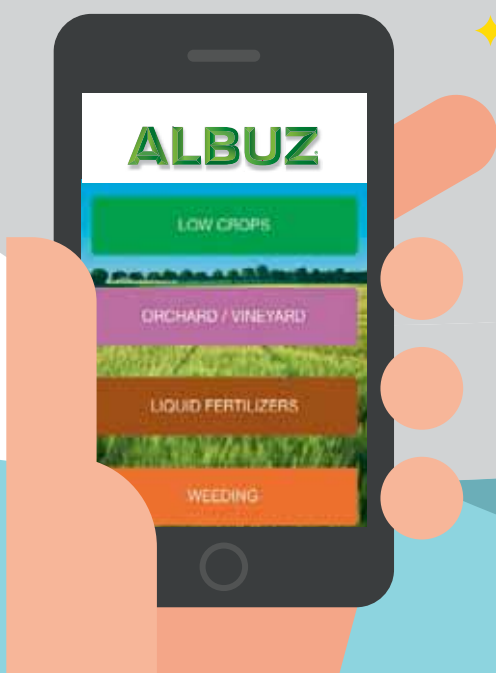 ALBUZ
LOW CROPS
ORCHARD / VINEYARD
LIQUID FERTILIZERS
WEEDING